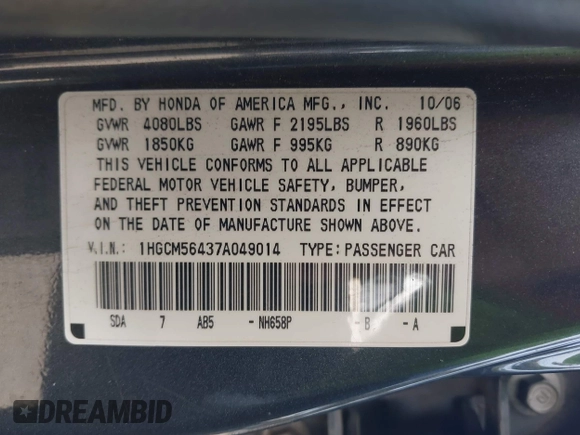 MFD. BY HONDA OF AMERICA MFG., INC. 10/06
GVWR 4080LBS GAWR F 2195LBS R 1960LBS
GVWR 1850KG GAWR F 995KG R 890KG
THIS VEHICLE CONFORMS TO ALL APPLICABLE
FEDERAL MOTOR VEHICLE SAFETY, BUMPER,
AND THEFT PREVENTION STANDARDS IN EFFECT
ON THE DATE OF MANUFACTURE SHOWN ABOVE.
V.I.N: 1HGCM56437A049014 TYPE:PASSENGER CAR
SDA 7 AB5 -NH658P -B -A
DREAMBID